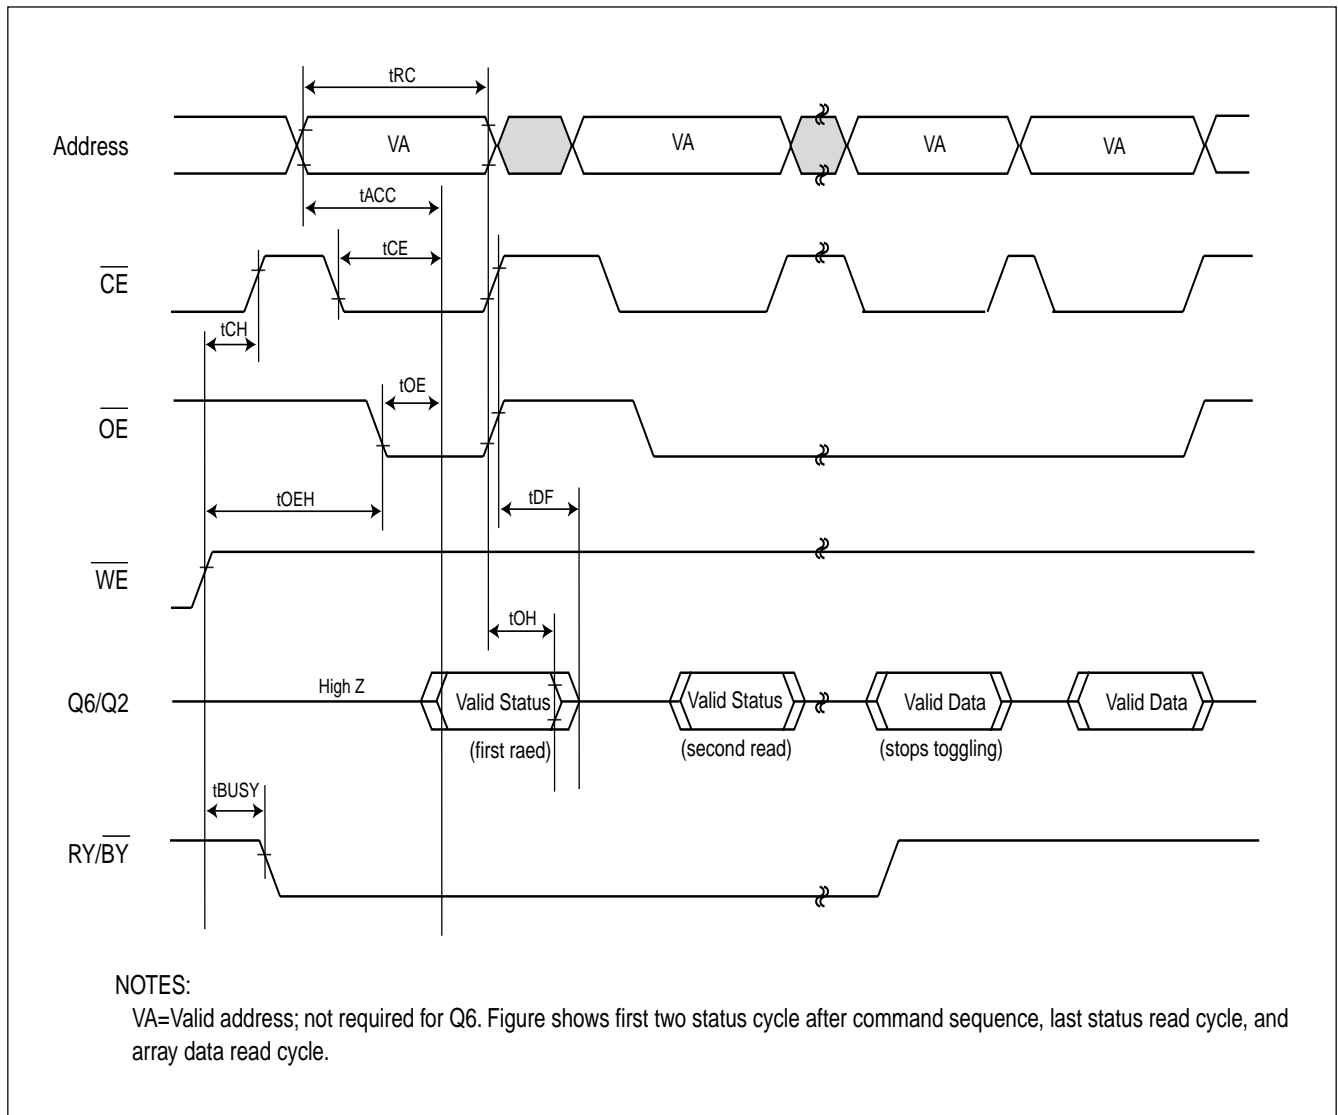 tRC
Address
VA
VA
VA
VA
tACC
tCE
CE
tCH
tOE
OE
tOEH
tDF
WE
tOH
High Z
Q6/Q2
Valid Status
Valid Status
Valid Data
Valid Data
(first raed)
(second read)
(stops toggling)
tBUSY
RY/BY
NOTES:
VA=Valid address; not required for Q6. Figure shows first two status cycle after command sequence, last status read cycle, and
array data read cycle.